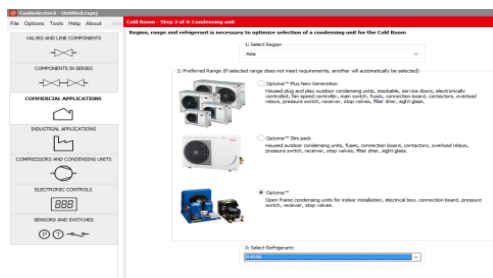 Coolselector2 - Untitled.csprj
File Options Tools Help About
VALVES AND LINE COMPONENTS
COMPONENTS IN SERIES
COMMERCIAL APPLICATIONS
INDUSTRIAL APPLICATIONS
COMPRESSORS AND CONDENSING UNITS
ELECTRONIC CONTROLS
888
SENSORS AND SWITCHES
P T
Cold Room - Step 3 of 4: Condensing unit
Region, range and refrigerant is necessary to optimize selection of a condensing unit for the Cold Room
1: Select Region
Asia
2: Preferred Range (If selected range does not meet requirements, another will automatically be selected)
Optyma™ Plus New Generation
Housed plug and play outdoor condensing units, stackable, service doors, electronically
controlled, fan speed controller, main switch, fuses, connection board, contactors, overload
relays, pressure switch, receiver, stop valves, filter drier, sight glass.
Optyma™ Slim pack
Housed outdoor condensing units, fuses, connection board, contactors, overload relays,
pressure switch, receiver, stop valves, filter drier, sight glass.
Optyma™
Open frame condensing units for indoor installation, electrical box, connection board, pressure
switch, receiver, stop valves.
3: Select Refrigerant:
R404A